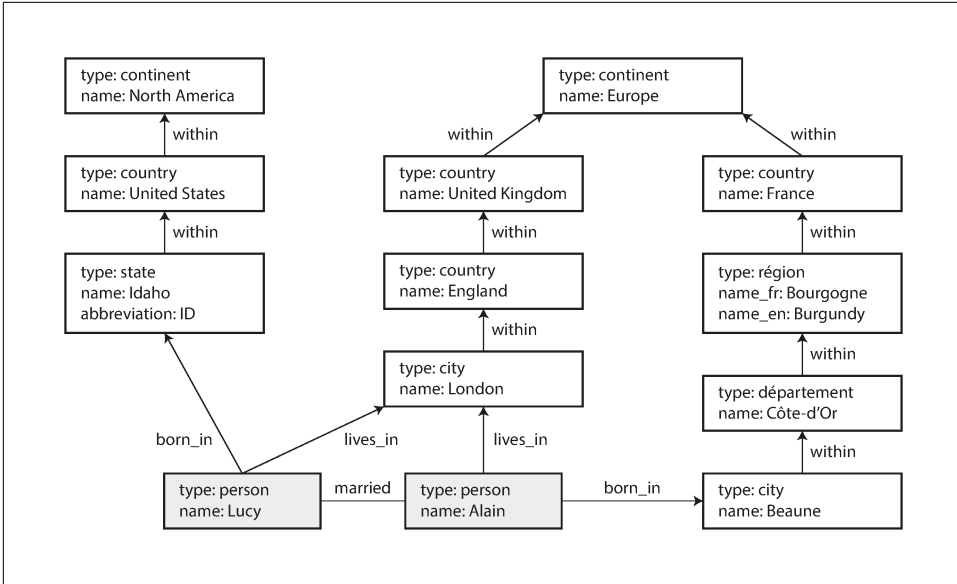 type: continent
name: North America
type: continent
name: Europe
within
within
within
type: country
name: United States
type: country
name: United Kingdom
type: country
name: France
within
within
within
type: state
name: Idaho
abbreviation: ID
type: country
name: England
type: région
name_fr: Bourgogne
name_en: Burgundy
within
within
type: city
name: London
type: département
name: Côte-d’Or
born_in
lives_in
lives_in
within
type: person
name: Lucy
married
type: person
name: Alain
born_in
type: city
name: Beaune